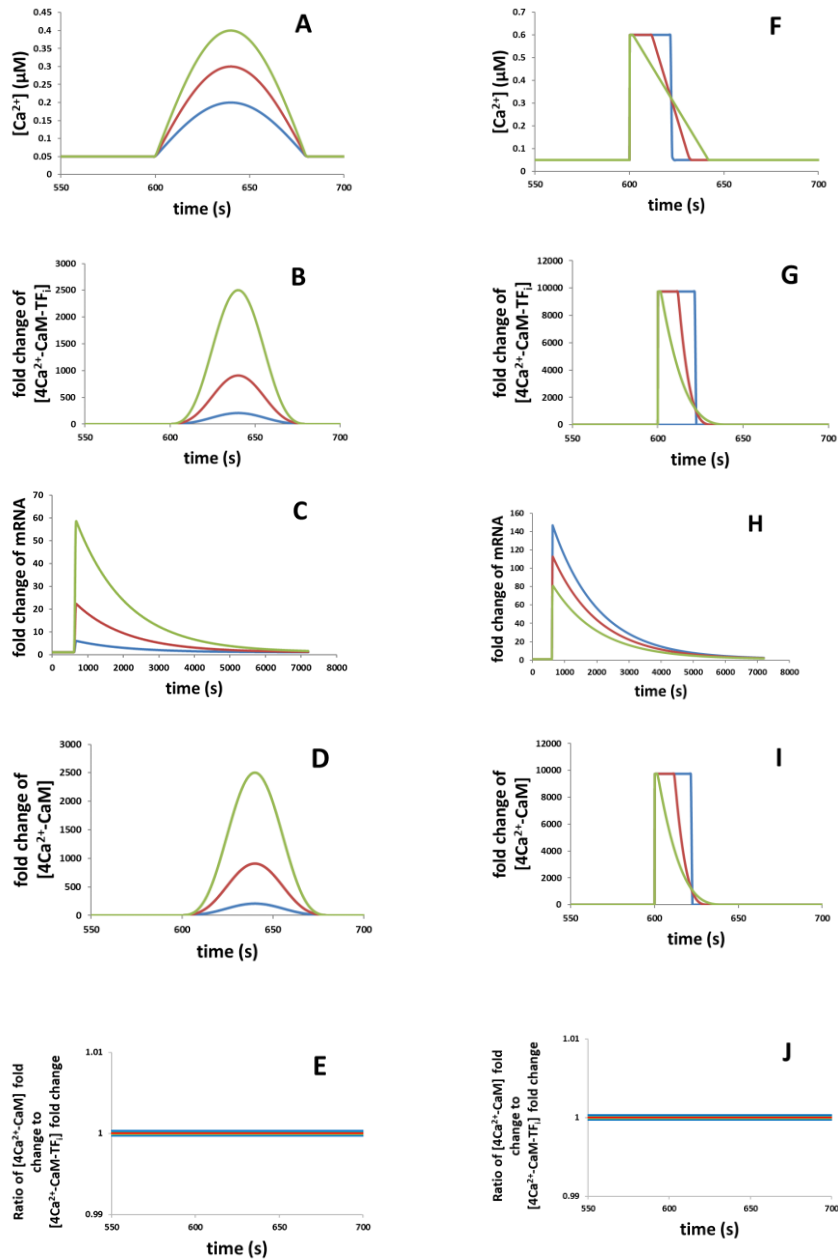 A
[Ca²⁺] (µM)
0.45
0.4
0.35
0.3
0.25
0.2
0.15
0.1
0.05
0
550 600 650 700
time (s)
F
[Ca²⁺] (µM)
0.7
0.6
0.5
0.4
0.3
0.2
0.1
0
550 600 650 700
time (s)
B
fold change of
[4Ca²⁺-CaM-TFᵢ]
3000
2500
2000
1500
1000
500
0
550 600 650 700
time (s)
G
fold change of
[4Ca²⁺-CaM-TFᵢ]
12000
10000
8000
6000
4000
2000
0
550 600 650 700
time (s)
C
fold change of mRNA
70
60
50
40
30
20
10
0
0 1000 2000 3000 4000 5000 6000 7000 8000
time (s)
H
fold change of mRNA
160
140
120
100
80
60
40
20
0
0 1000 2000 3000 4000 5000 6000 7000 8000
time (s)
D
fold change of
[4Ca²⁺-CaM]
3000
2500
2000
1500
1000
500
0
550 600 650 700
time (s)
I
fold change of
[4Ca²⁺-CaM]
12000
10000
8000
6000
4000
2000
0
550 600 650 700
time (s)
E
Ratio of [4Ca²⁺-CaM] fold
change to
[4Ca²⁺-CaM-TFᵢ] fold change
1.01
1
0.99
550 600 650 700
time (s)
J
Ratio of [4Ca²⁺-CaM] fold
change to
[4Ca²⁺-CaM-TFᵢ] fold change
1.01
1
0.99
550 600 650 700
time (s)